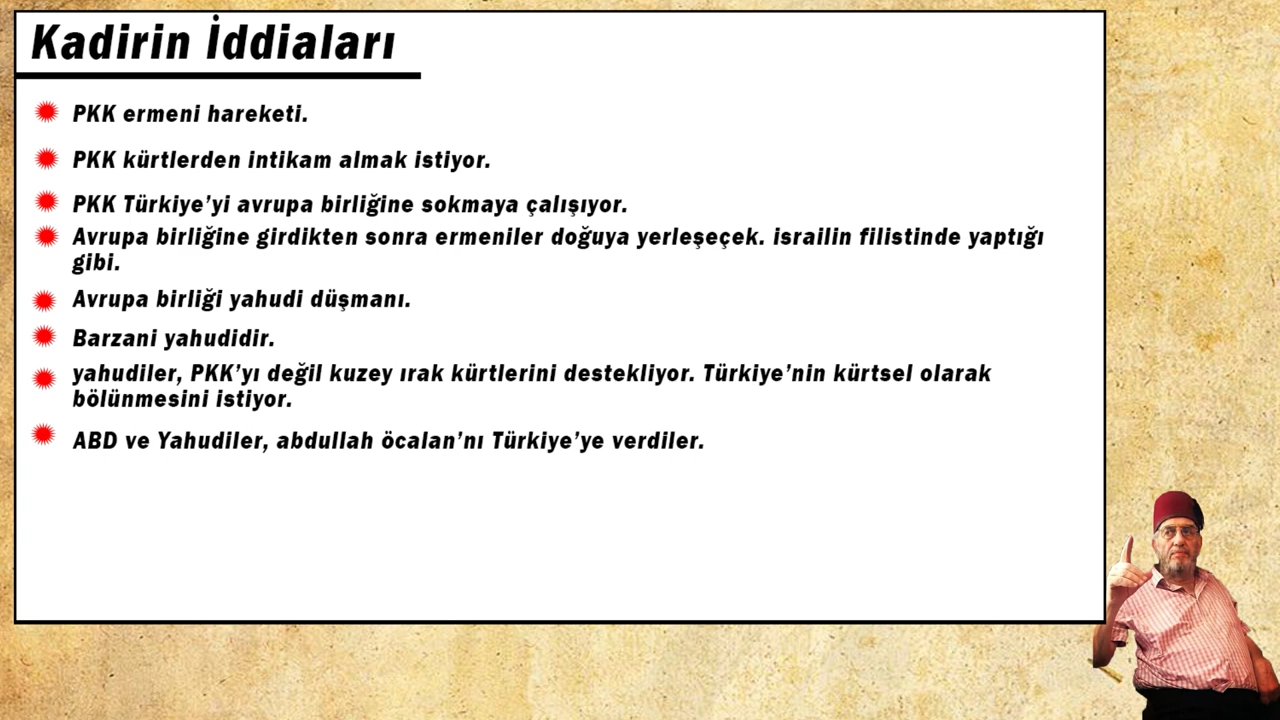 Kadirin İddiaları
PKK ermeni hareketi.
PKK kürtlerden intikam almak istiyor.
PKK Türkiye'yi avrupa birliğine sokmaya çalışıyor.
Avrupa birliğine girdikten sonra ermeniler doğuya yerleşeçek. israilin filistinde yaptığı
gibi.
Avrupa birliği yahudi düşmanı.
Barzani yahudidir.
yahudiler, PKK'yı değil kuzey ırak kürtlerini destekliyor. Türkiye'nin kürtsel olarak
bölünmesini istiyor.
ABD ve Yahudiler, abdullah öcalan'nı Türkiye'ye verdiler.